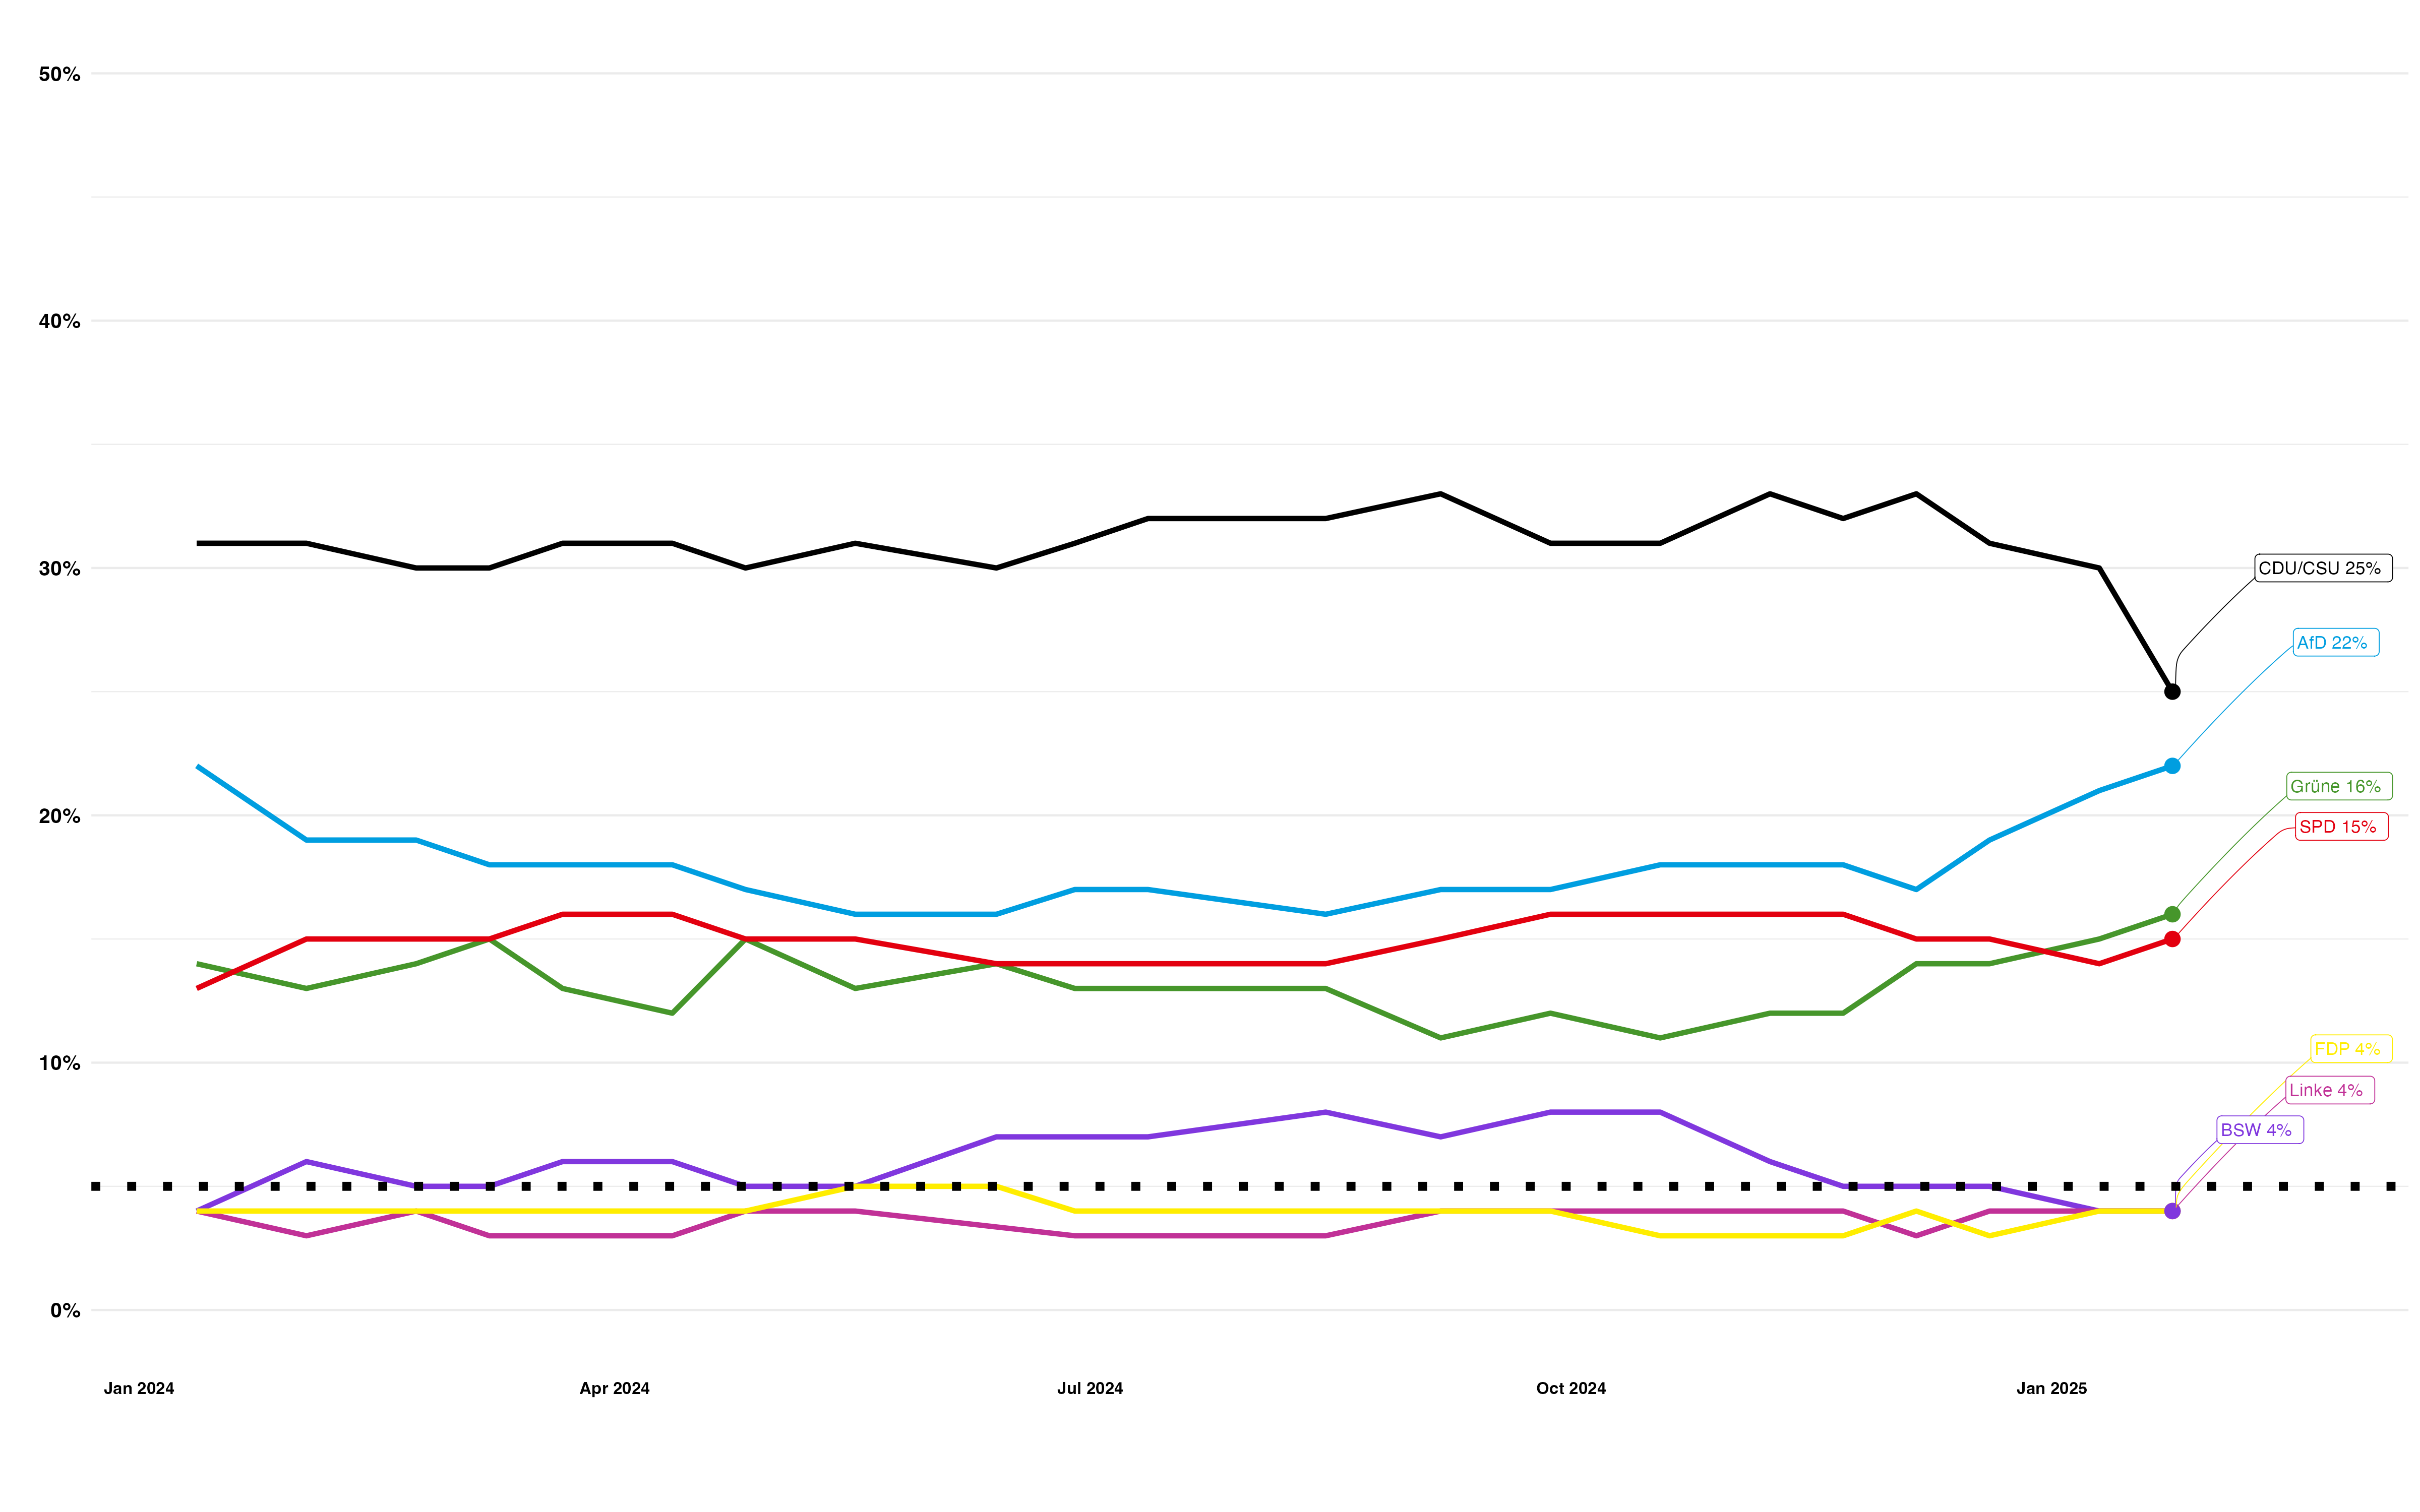 50%
40%
30%
20%
10%
0%
CDU/CSU 25%
AfD 22%
Grüne 16%
SPD 15%
FDP 4%
Linke 4%
BSW 4%
Jan 2024
Apr 2024
Jul 2024
Oct 2024
Jan 2025